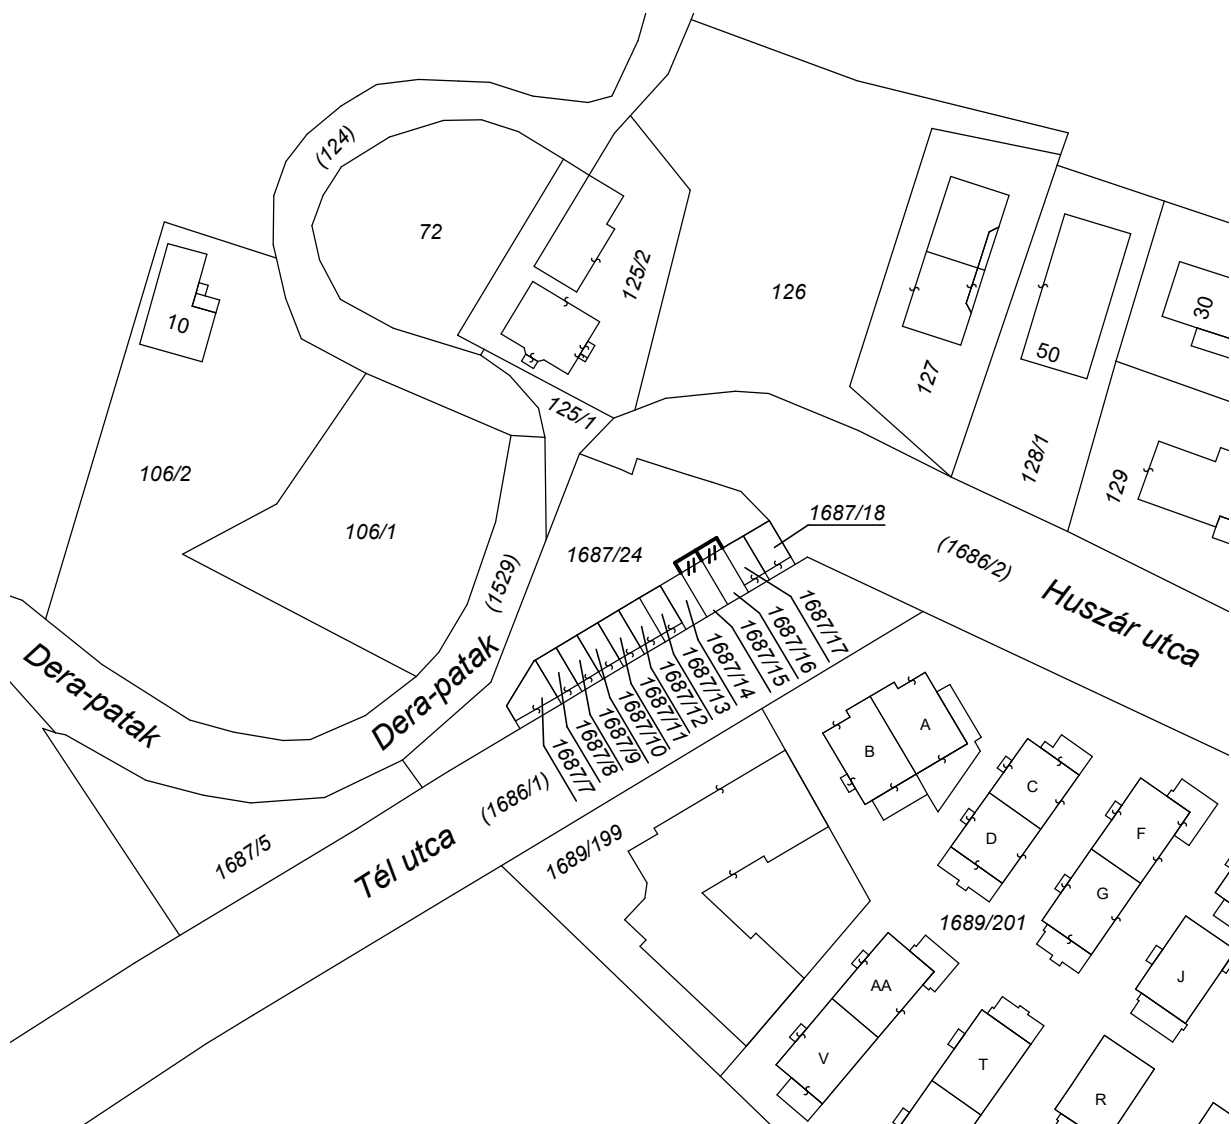 (124)
72
125/2
126
10
30
50
127
125/1
128/1
129
106/2
106/1
1687/18
1687/24
(1686/2)
(1529)
Huszár utca
1687/17
1687/16
1687/15
1687/14
1687/13
1687/12
1687/11
1687/10
1687/9
1687/8
1687/7
Dera-patak
Dera-patak
A
B
C
(1686/1)
D
F
1687/5
Tél utca
1689/199
G
1689/201
J
AA
V
T
R